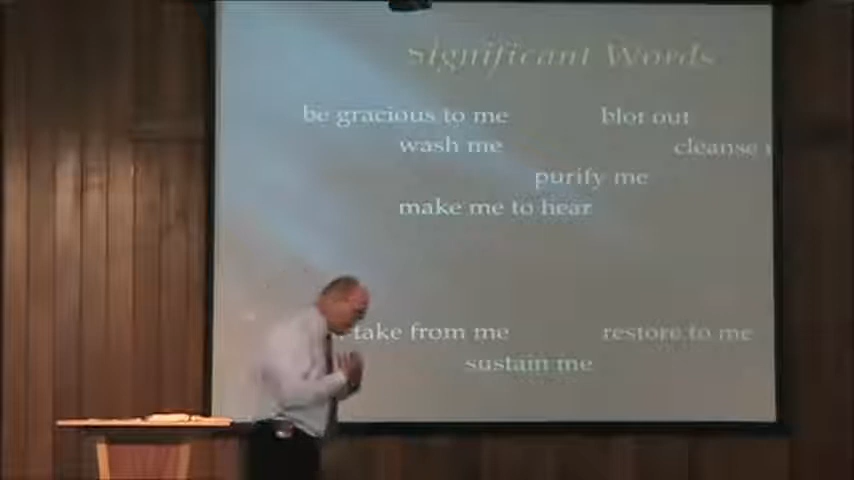 Significant Words
be gracious to me blot out
wash me cleanse
purify me
make me to hear
take from me restore to me
sustain me